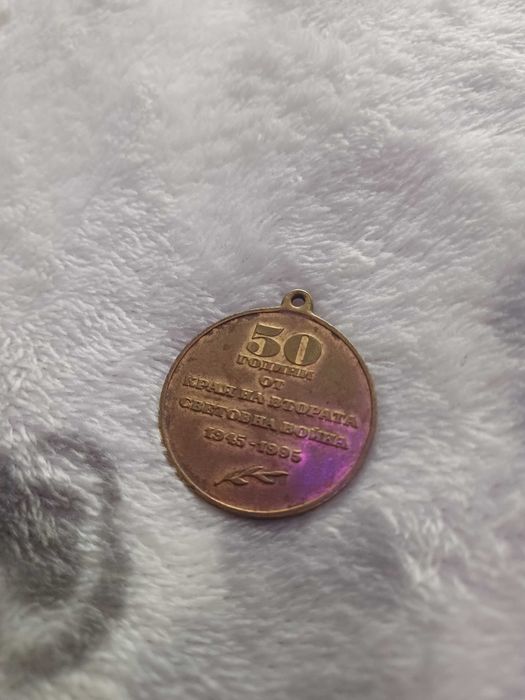 50
ГОДИНИ
ОТ
КРАЯ НА ВТОРАТА
СВЕТОВНА ВОЙНА
1945-1995